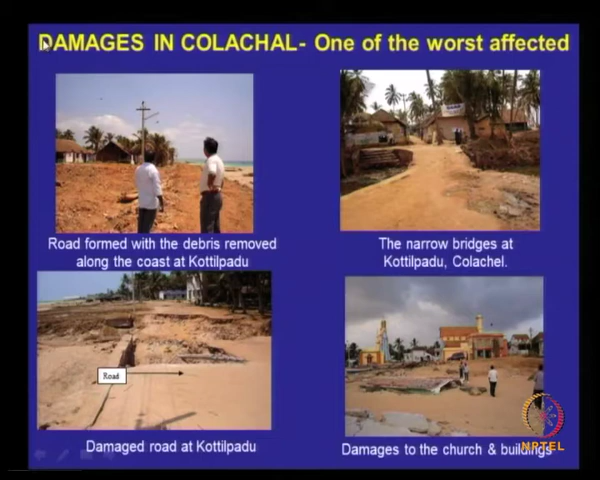 DAMAGES IN COLACHAL- One of the worst affected
Road formed with the debris removed
along the coast at Kottilpadu
The narrow bridges at
Kottilpadu, Colachel.
Road
Damaged road at Kottilpadu
Damages to the church & buildings
NPTEL